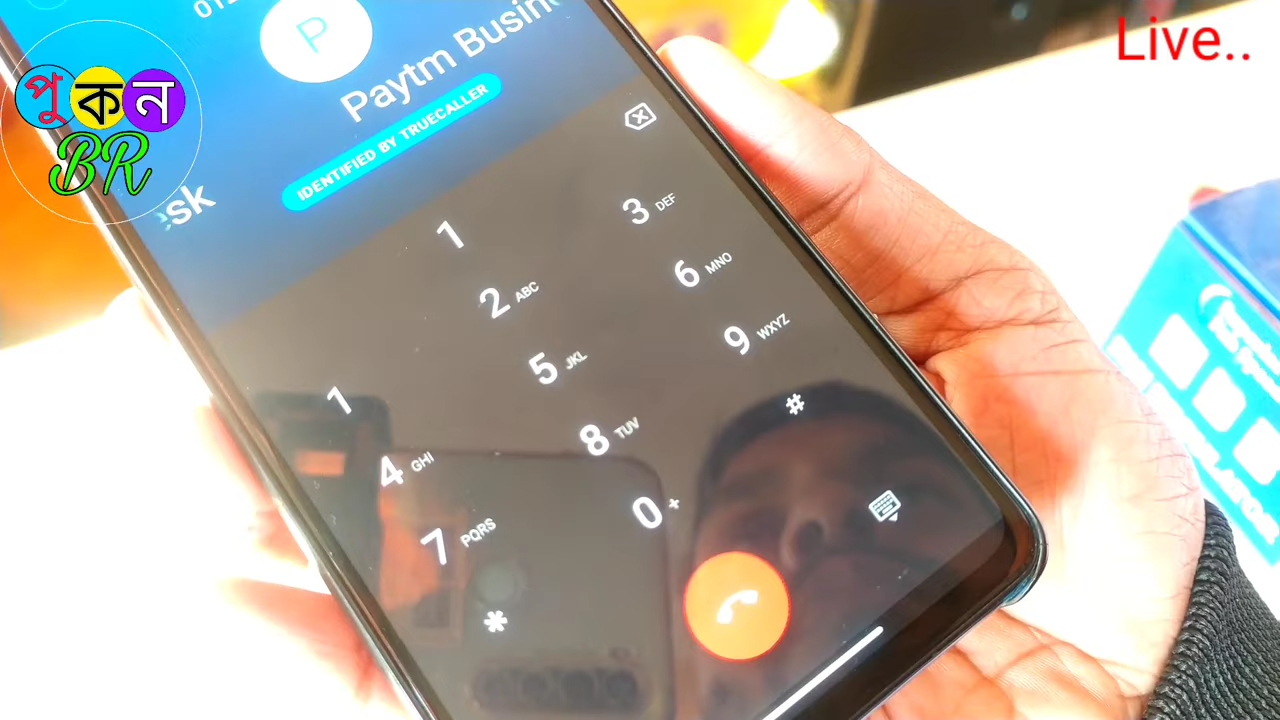 Live..
পুকন
BR
012
P
Paytm Busin
IDENTIFIED BY TRUECALLER
esk
1
1
2 ABC
3 DEF
4 GHI
5 JKL
6 MNO
7 PQRS
8 TUV
9 WXYZ
*
0 +
#